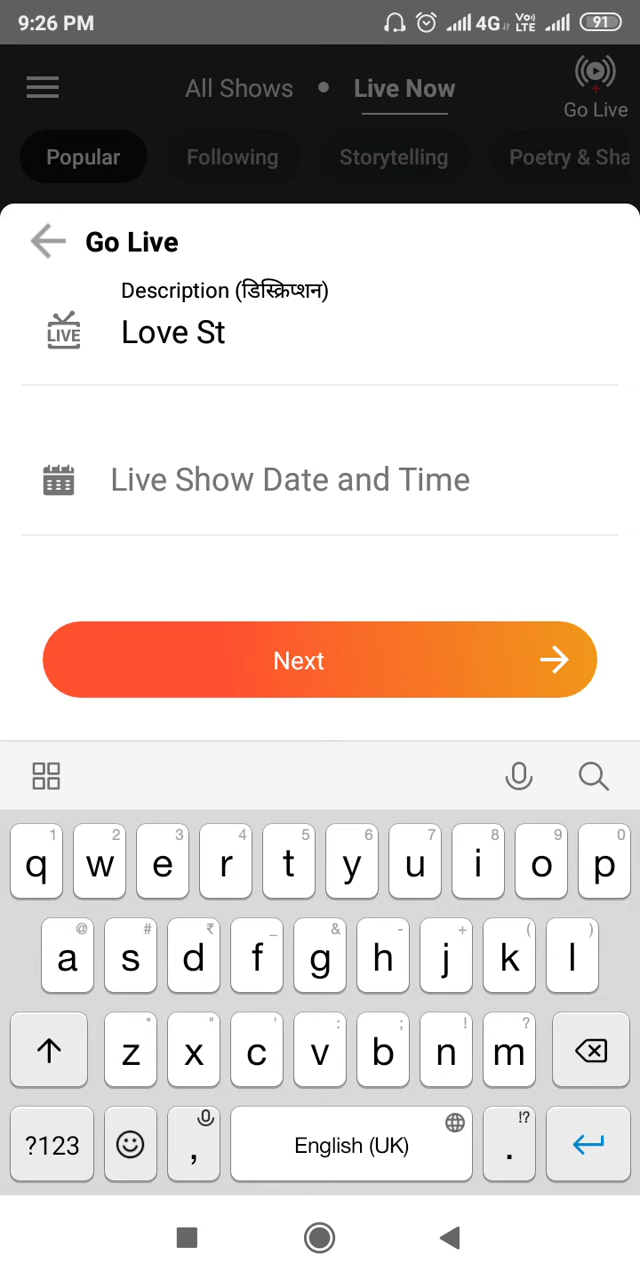 9:26 PM 4G Vo) LTE 91
All Shows • Live Now
Go Live
Popular Following Storytelling Poetry & Sha
Go Live
Description (डिस्क्रिप्शन)
LIVE Love St
Live Show Date and Time
Next
1 2 3 4 5 6 7 8 9 0
q w e r t y u i o p
@ # ₹ _ & - + ( )
a s d f g h j k l
* " ' : ; ! ?
z x c v b n m
?123 , English (UK) . !?